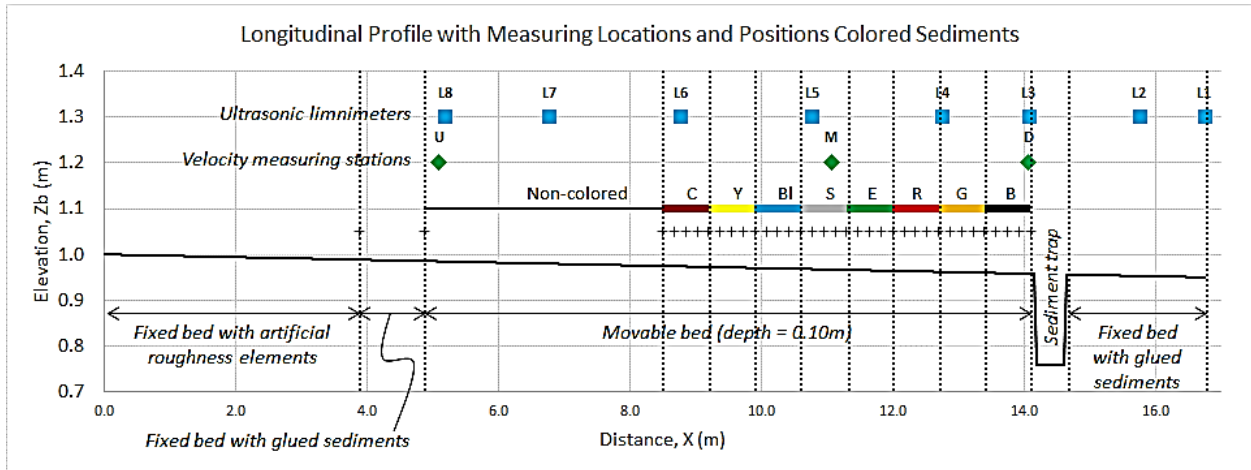 Longitudinal Profile with Measuring Locations and Positions Colored Sediments
Elevation, Zb (m)
1.4
1.3
1.2
1.1
1.0
0.9
0.8
0.7
L8 L7 L6 L5 L4 L3 L2 L1
Ultrasonic limnimeters
U M D
Velocity measuring stations
Non-colored C Y Bl S E R G B
Sediment trap
Fixed bed with artificial
roughness elements
Movable bed (depth = 0.10m)
Fixed bed
with glued
sediments
0.0 2.0 4.0 6.0 8.0 10.0 12.0 14.0 16.0
Fixed bed with glued sediments
Distance, X (m)